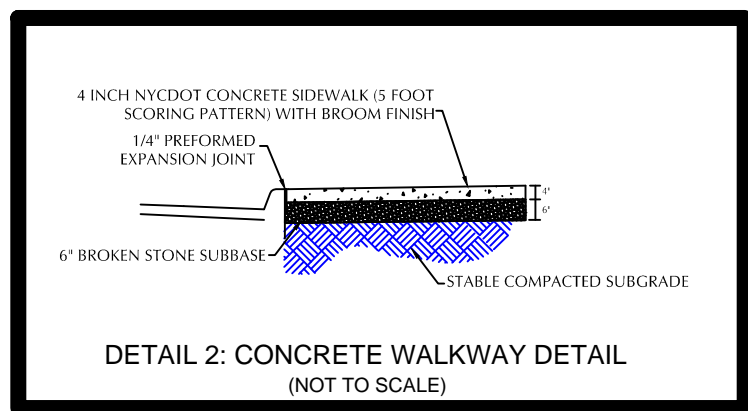 4 INCH NYCDOT CONCRETE SIDEWALK (5 FOOT
SCORING PATTERN) WITH BROOM FINISH
1/4" PREFORMED
EXPANSION JOINT
4"
6"
6" BROKEN STONE SUBBASE
STABLE COMPACTED SUBGRADE
DETAIL 2: CONCRETE WALKWAY DETAIL
(NOT TO SCALE)